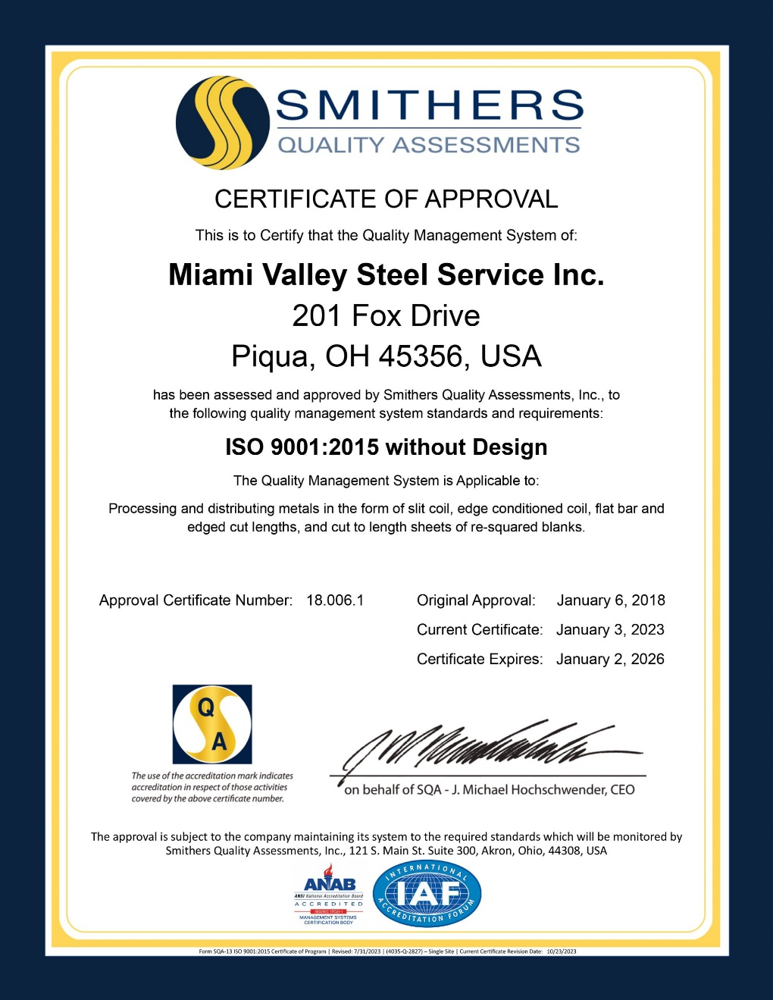 SMITHERS
QUALITY ASSESSMENTS
CERTIFICATE OF APPROVAL
This is to Certify that the Quality Management System of:
Miami Valley Steel Service Inc.
201 Fox Drive
Piqua, OH 45356, USA
has been assessed and approved by Smithers Quality Assessments, Inc., to
the following quality management system standards and requirements:
ISO 9001:2015 without Design
The Quality Management System is Applicable to:
Processing and distributing metals in the form of slit coil, edge conditioned coil, flat bar and
edged cut lengths, and cut to length sheets of re-squared blanks.
Approval Certificate Number: 18.006.1
Original Approval: January 6, 2018
Current Certificate: January 3, 2023
Certificate Expires: January 2, 2026
Q
A
The use of the accreditation mark indicates
accreditation in respect of those activities
covered by the above certificate number.
on behalf of SQA - J. Michael Hochschwender, CEO
The approval is subject to the company maintaining its system to the required standards which will be monitored by
Smithers Quality Assessments, Inc., 121 S. Main St. Suite 300, Akron, Ohio, 44308, USA
ANAB
ANSI National Accreditation Board
ACCREDITED
MANAGEMENT SYSTEMS
CERTIFICATION BODY
INTERNATIONAL
IAF
ACCREDITATION FORUM
Form SQA-13 ISO 9001:2015 Certificate of Program | Revised: 7/31/2023 | (4035-Q-2827) – Single Site | Current Certificate Revision Date: 10/23/2023